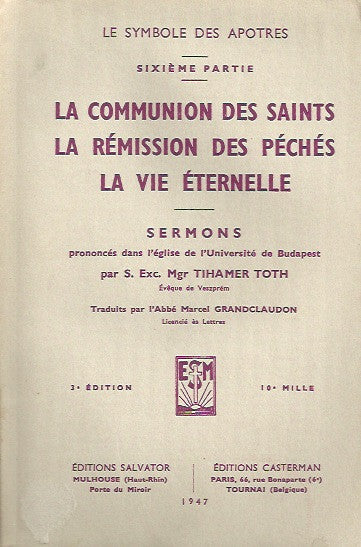 LE SYMBOLE DES APOTRES
SIXIÈME PARTIE
LA COMMUNION DES SAINTS
LA RÉMISSION DES PÉCHÉS
LA VIE ÉTERNELLE
SERMONS
prononcés dans l'église de l'Université de Budapest
par S. Exc. Mgr TIHAMER TOTH
Évêque de Veszprém
Traduits par l'Abbé Marcel GRANDCLAUDON
Licencié ès Lettres
ESM
3e ÉDITION
10e MILLE
ÉDITIONS SALVATOR
MULHOUSE (Haut-Rhin)
Porte du Miroir
ÉDITIONS CASTERMAN
PARIS, 66, rue Bonaparte (6e)
TOURNAI (Belgique)
1947